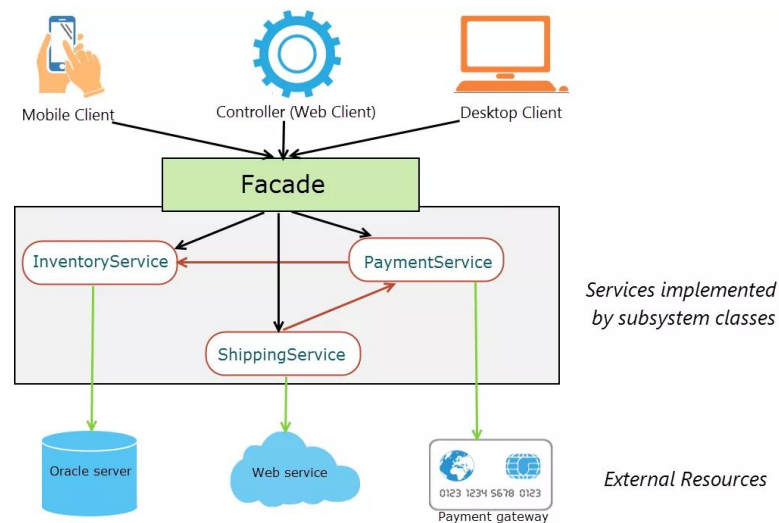 Mobile Client
Controller (Web Client)
Desktop Client
Facade
InventoryService
PaymentService
ShippingService
Services implemented
by subsystem classes
Oracle server
Web service
0123 1234 5678 0123
Payment gateway
External Resources